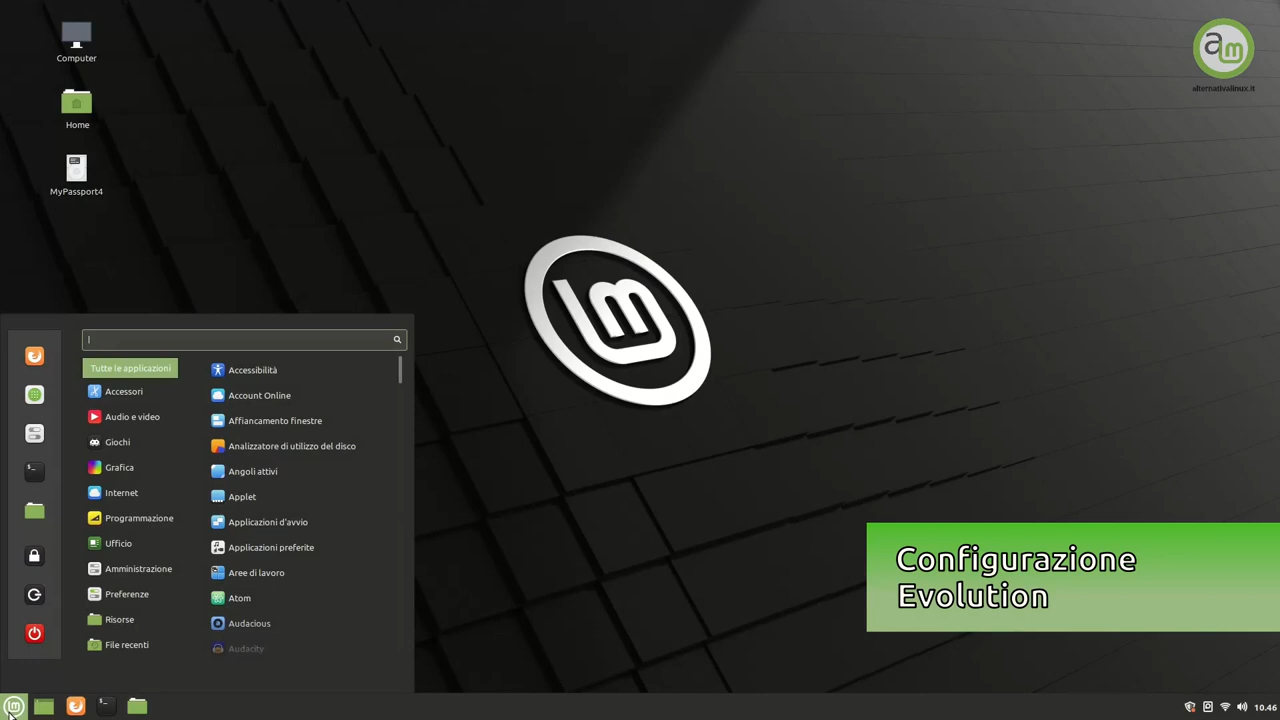 Computer
Home
MyPassport4
alternativalinux.it
Tutte le applicazioni
Accessori
Audio e video
Giochi
Grafica
Internet
Programmazione
Ufficio
Amministrazione
Preferenze
Risorse
File recenti
Accessibilità
Account Online
Affiancamento finestre
Analizzatore di utilizzo del disco
Angoli attivi
Applet
Applicazioni d'avvio
Applicazioni preferite
Aree di lavoro
Atom
Audacious
Audacity
Configurazione
Evolution
10.46